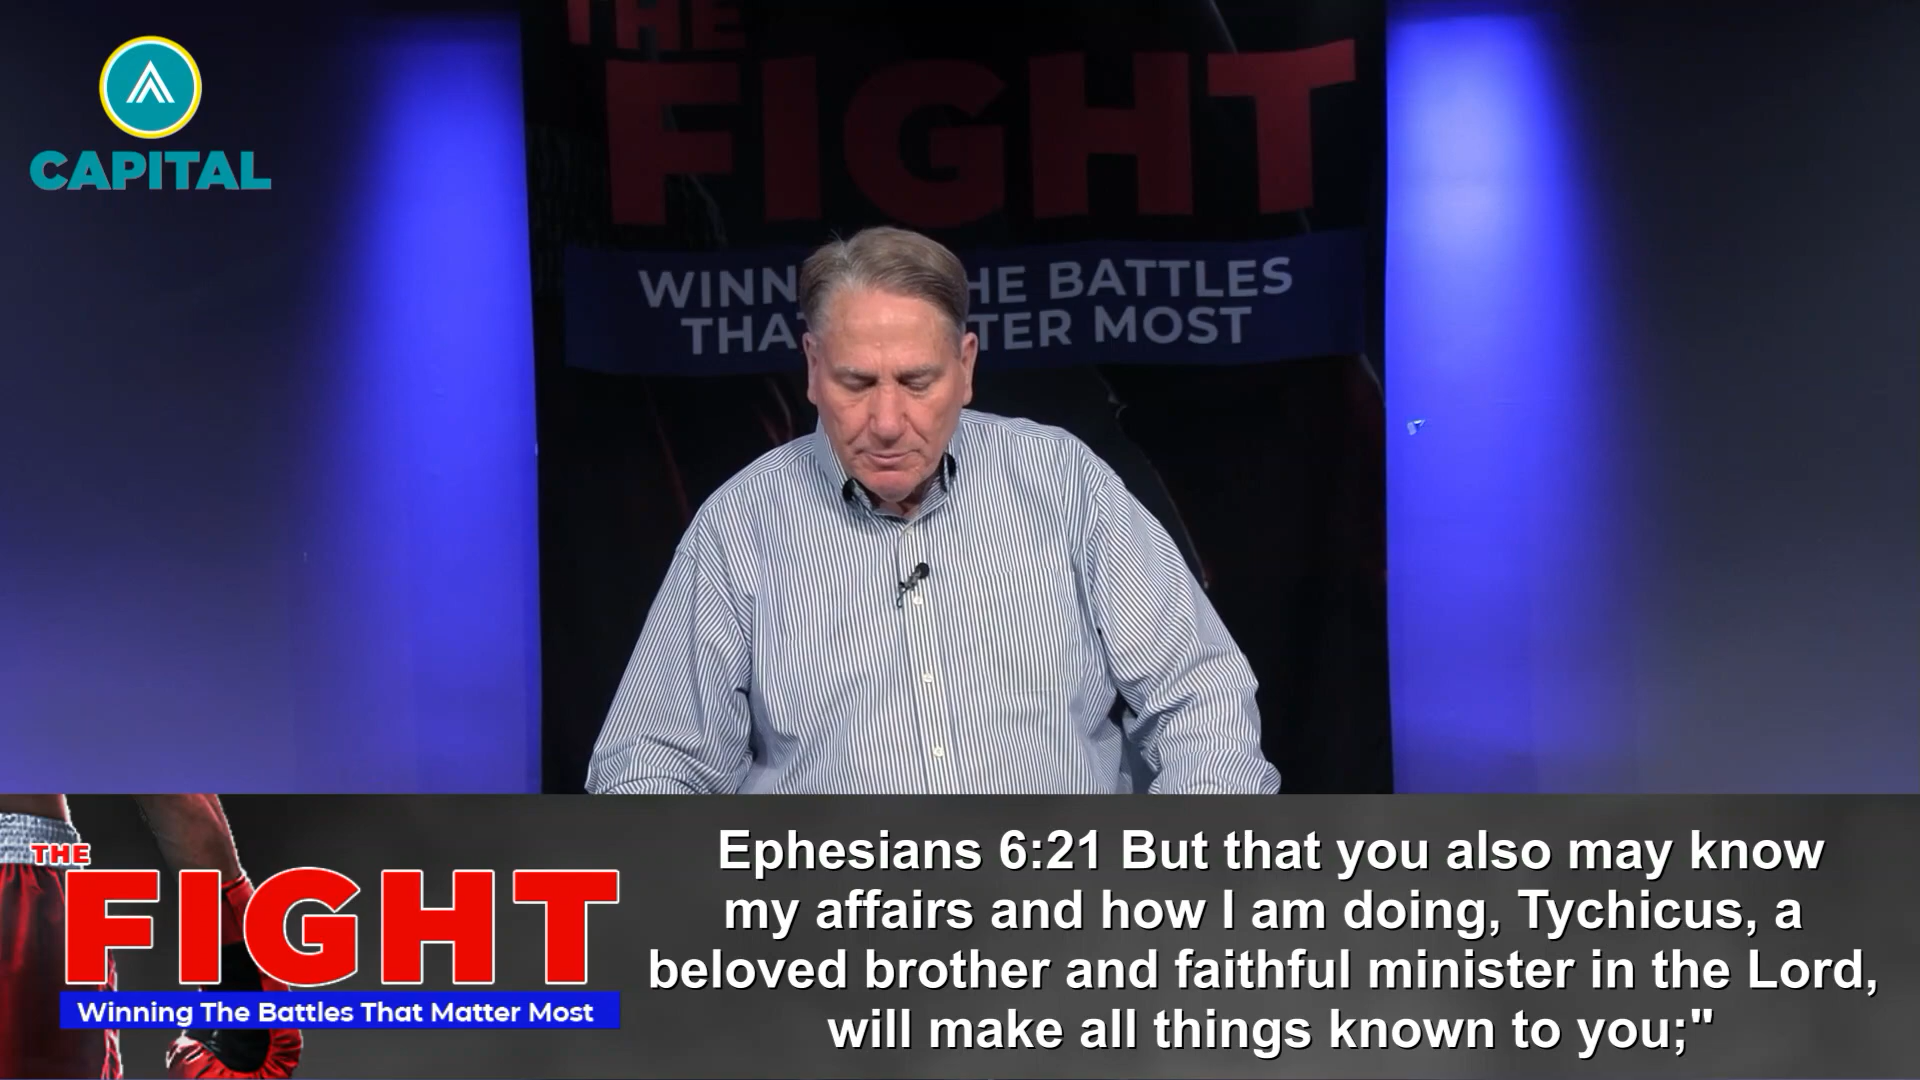 CAPITAL
THE
FIGHT
WINN HE BATTLES
THAT TER MOST
THE
FIGHT
Winning The Battles That Matter Most
Ephesians 6:21 But that you also may know
my affairs and how I am doing, Tychicus, a
beloved brother and faithful minister in the Lord,
will make all things known to you;"